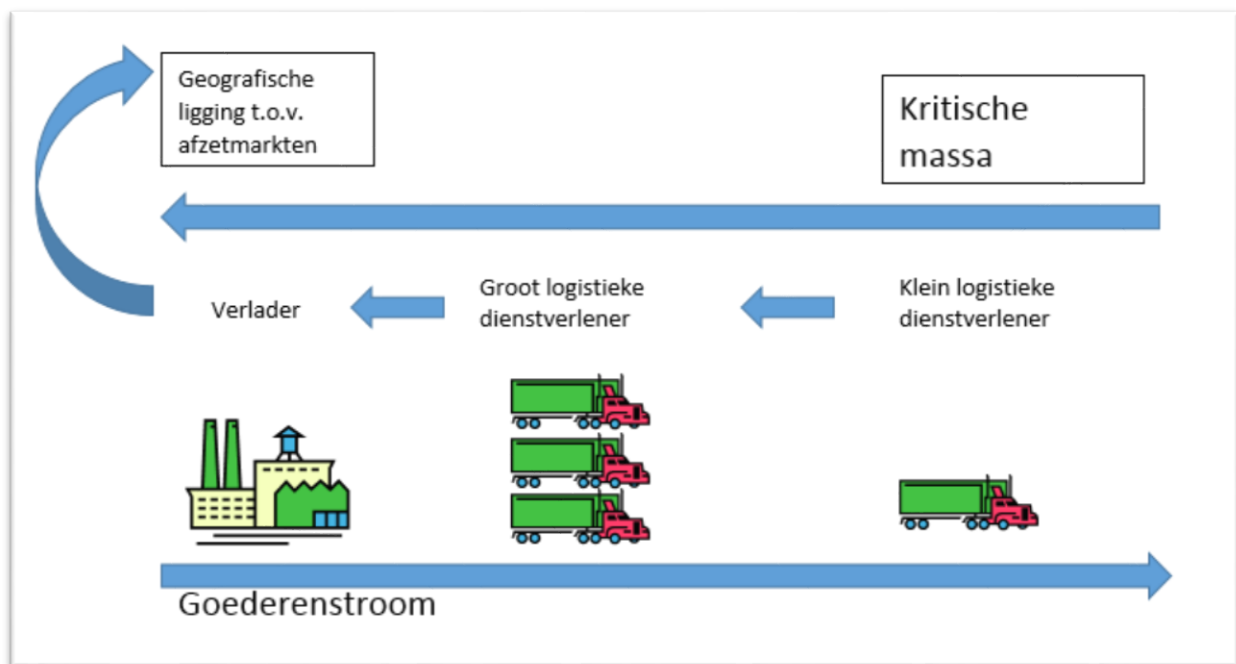 Geografische
ligging t.o.v.
afzetmarkten
Kritische
massa
Verlader
Groot logistieke
dienstverlener
Klein logistieke
dienstverlener
Goederenstroom